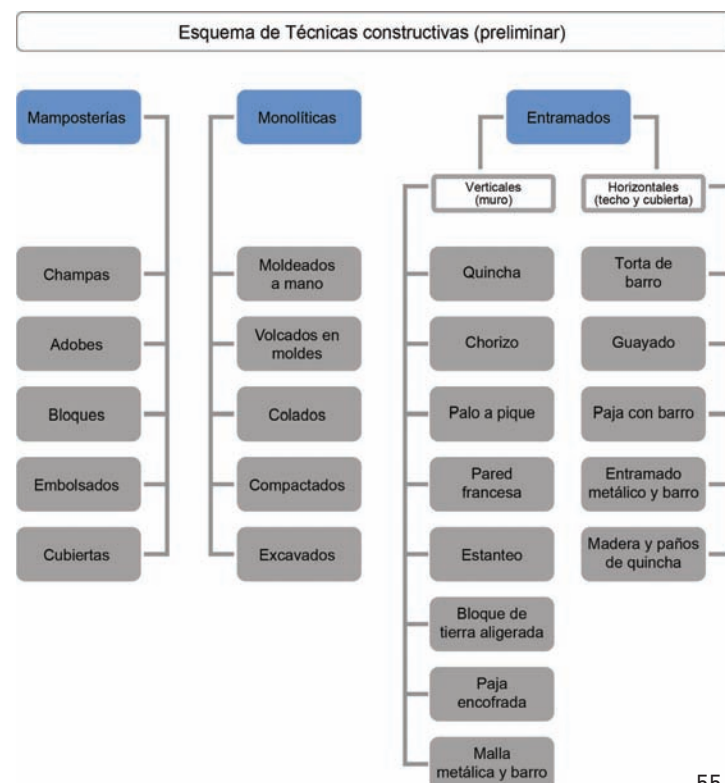 Esquema de Técnicas constructivas (preliminar)
Mamposterías
Champas
Adobes
Bloques
Embolsados
Cubiertas
Monolíticas
Moldeados
a mano
Volcados en
moldes
Colados
Compactados
Excavados
Entramados
Verticales
(muro)
Quincha
Chorizo
Palo a pique
Pared
francesa
Estanteo
Bloque de
tierra aligerada
Paja
encofrada
Malla
metálica y barro
Horizontales
(techo y cubierta)
Torta de
barro
Guayado
Paja con barro
Entramado
metálico y barro
Madera y paños
de quincha
55